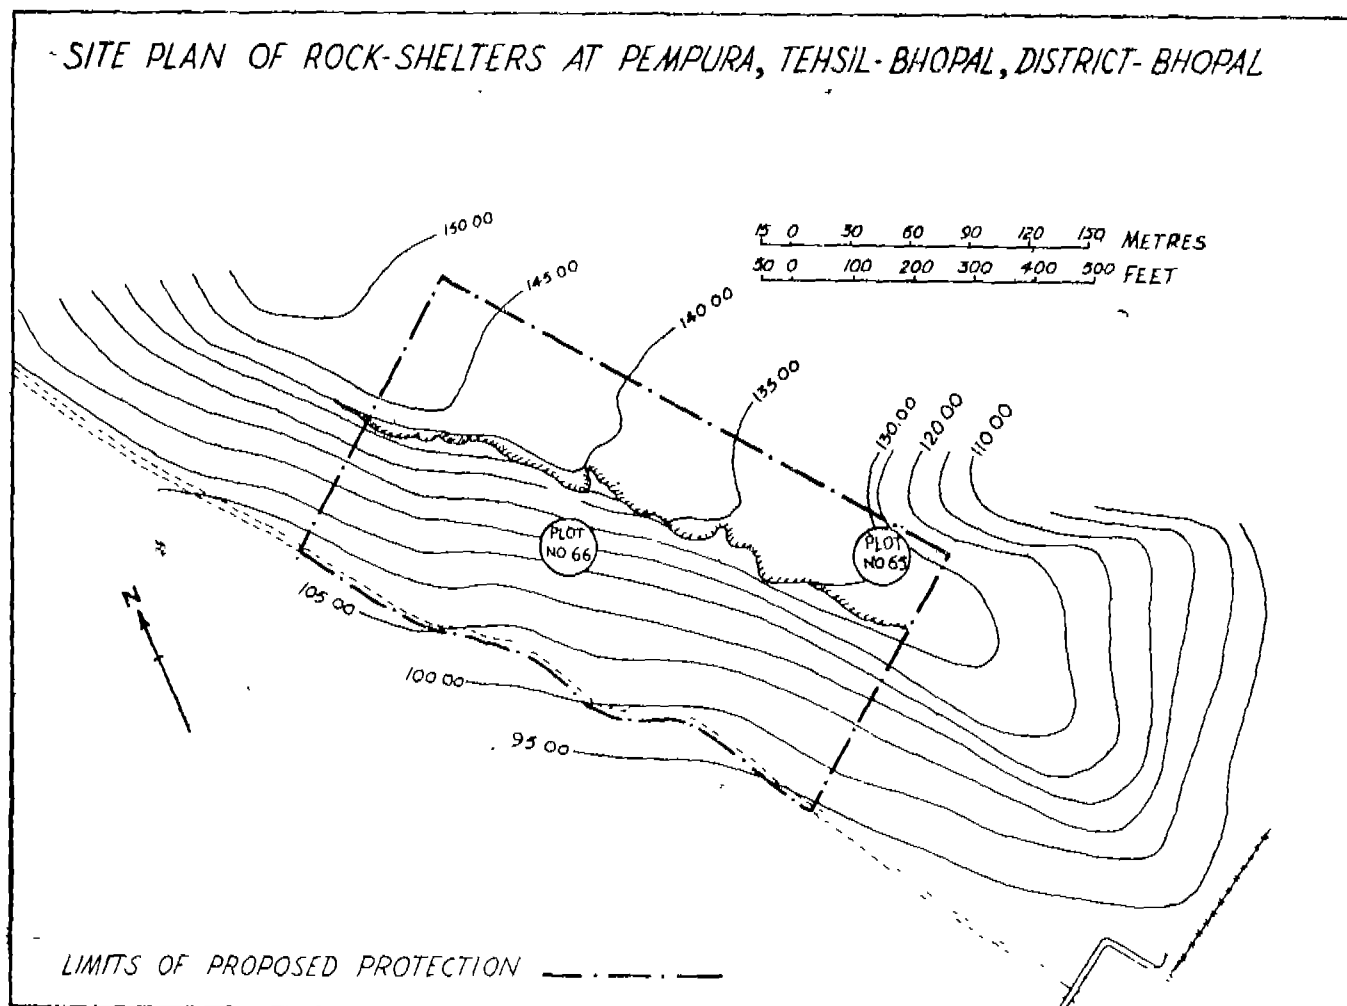 SITE PLAN OF ROCK-SHELTERS AT PEMPURA, TEHSIL-BHOPAL, DISTRICT-BHOPAL
15 0 30 60 90 120 150 METRES
50 0 100 200 300 400 500 FEET
150 00
145 00
140 00
135 00
130.00
120 00
110 00
PLOT
NO 66
PLOT
NO 65
N
105 00
100 00
95 00
LIMITS OF PROPOSED PROTECTION